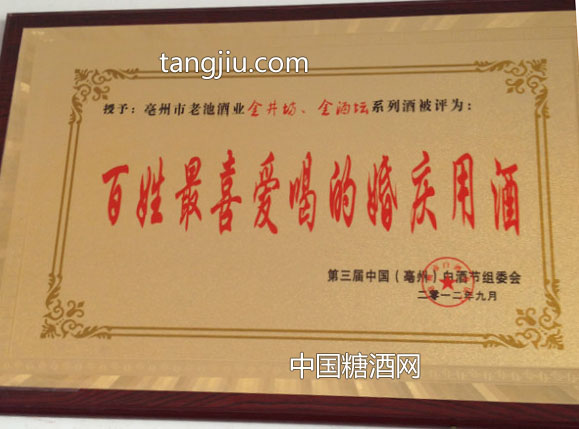 tangjiu.com
授予:亳州市老池酒业金井坊、金酒坛系列酒被评为:
百姓最喜爱喝的婚庆用酒
第三届中国(亳州)白酒节组委会
二零一二年九月
中国糖酒网